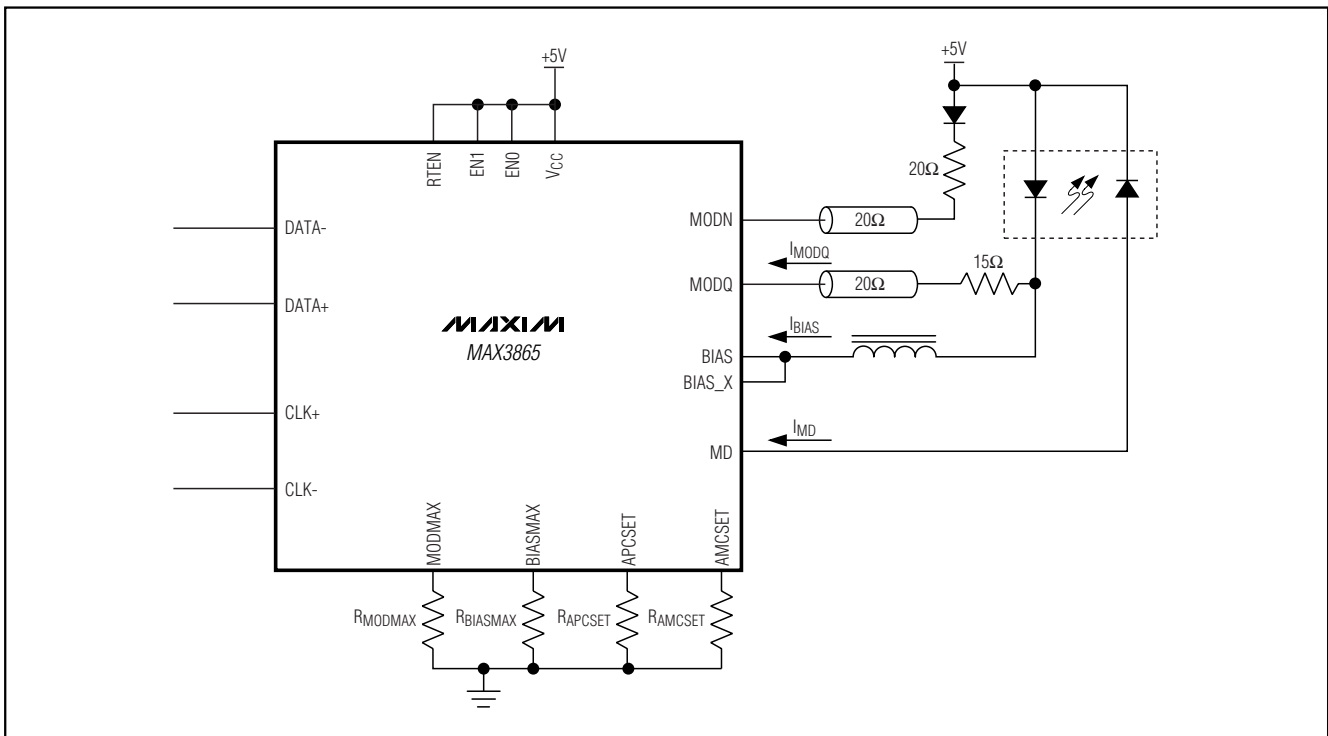 +5V
+5V
RTEN
EN1
EN0
VCC
20Ω
DATA-
MODN
20Ω
IMODQ
15Ω
DATA+
MODQ
20Ω
MAXIM
MAX3865
IBIAS
BIAS
BIAS_X
CLK+
IMD
MD
CLK-
MODMAX
BIASMAX
APCSET
AMCSET
RMODMAX
RBIASMAX
RAPCSET
RAMCSET